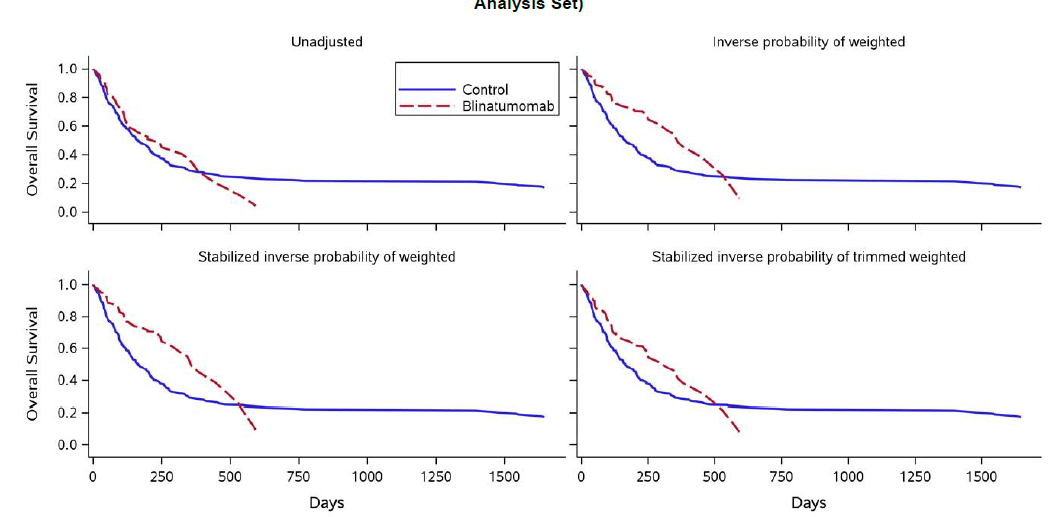 Analysis Set)
Unadjusted
Inverse probability of weighted
Control
Blinatumomab
Overall Survival
1.0
0.8
0.6
0.4
0.2
0.0
Stabilized inverse probability of weighted
Stabilized inverse probability of trimmed weighted
Overall Survival
1.0
0.8
0.6
0.4
0.2
0.0
0 250 500 750 1000 1250 1500
0 250 500 750 1000 1250 1500
Days
Days